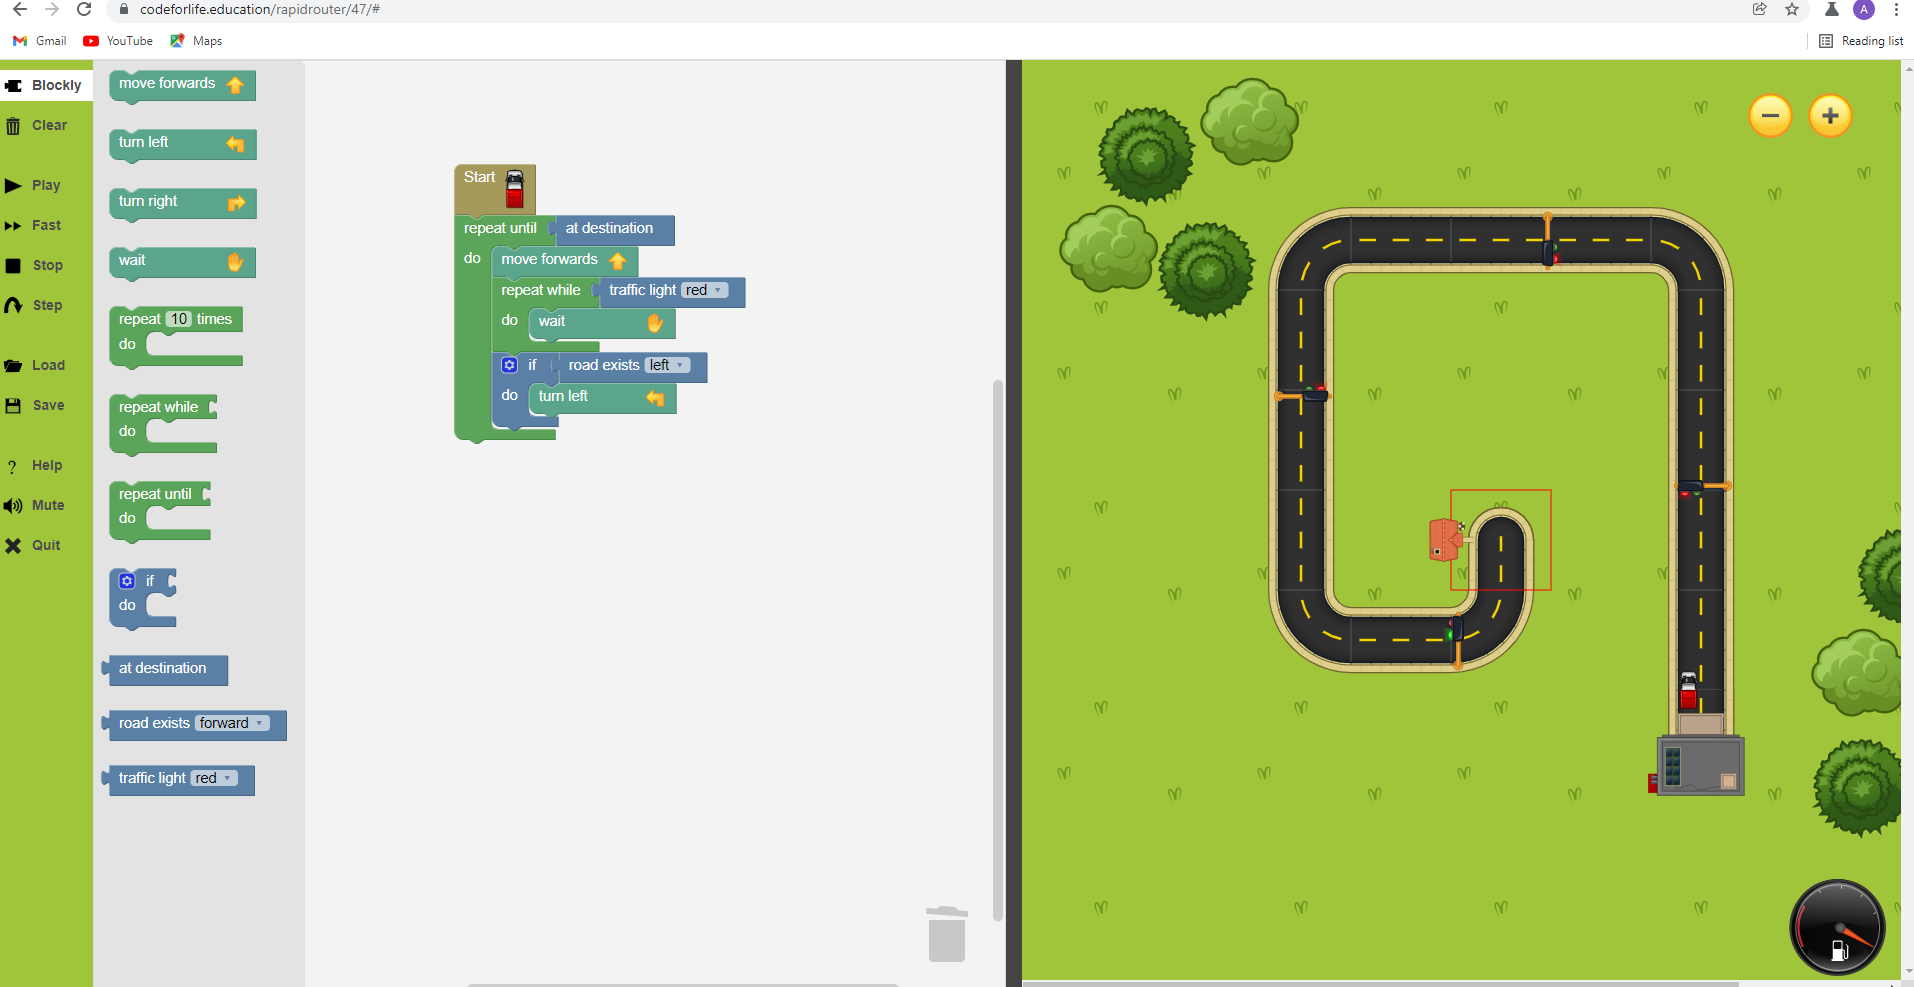 codeforlife.education/rapidrouter/47/#
A
Gmail
YouTube
Maps
Reading list
Blockly
Clear
Play
Fast
Stop
Step
Load
Save
? Help
Mute
Quit
move forwards
turn left
turn right
wait
repeat 10 times
do
repeat while
do
repeat until
do
if
do
at destination
road exists forward
traffic light red
Start
repeat until at destination
do move forwards
repeat while traffic light red
do wait
if road exists left
do turn left